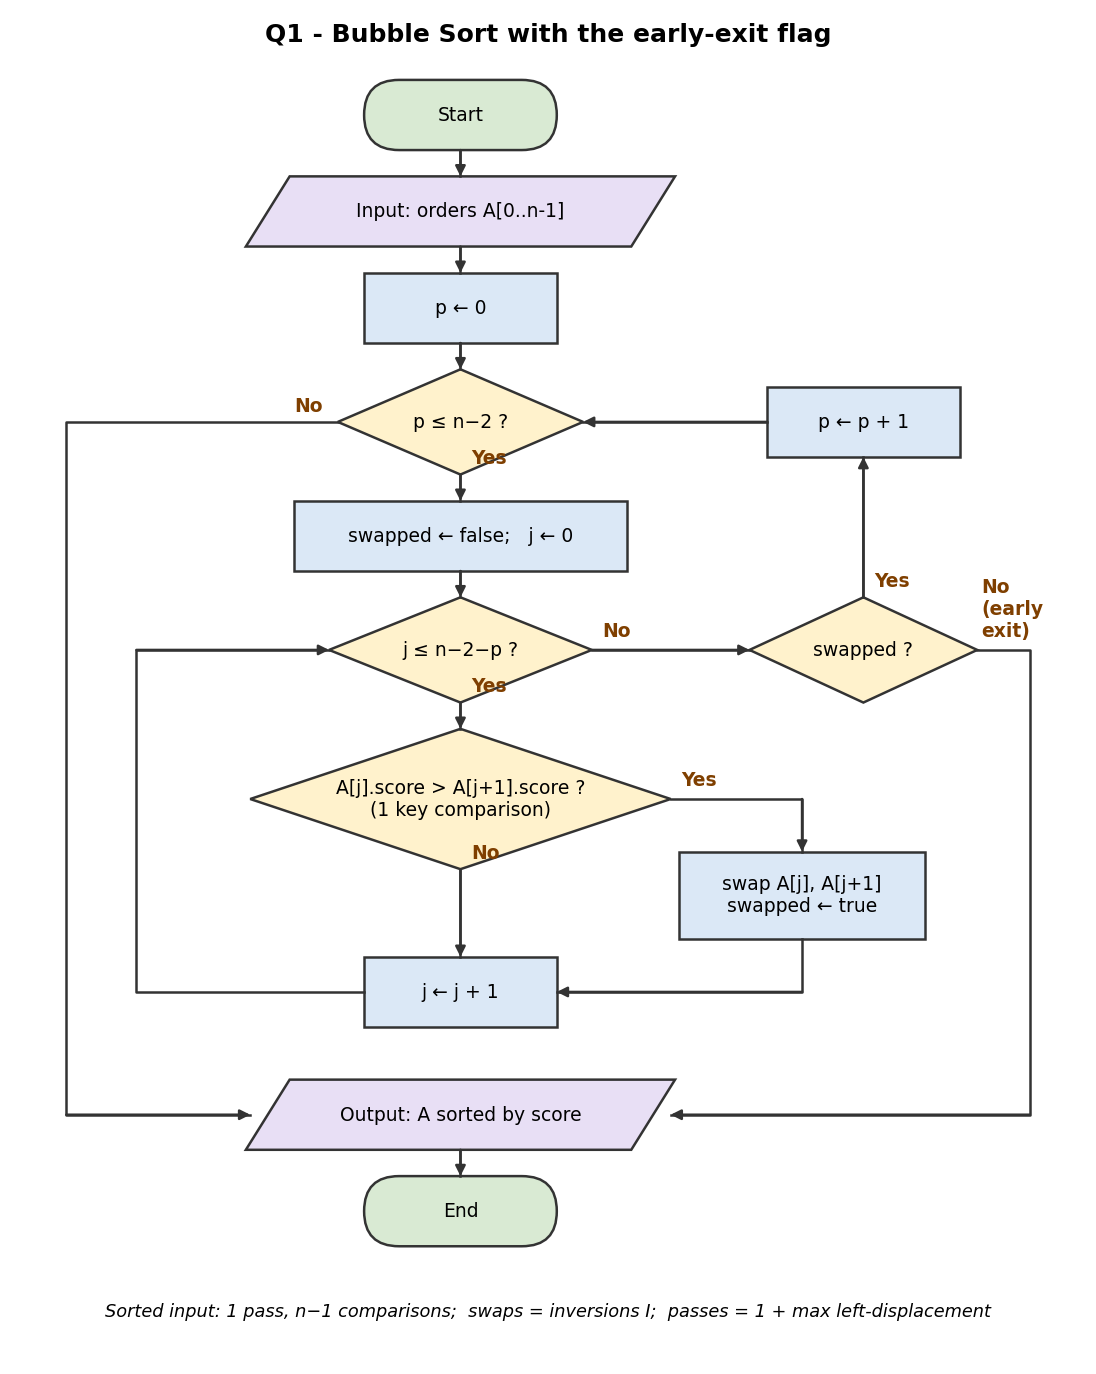 Q1 - Bubble Sort with the early-exit flag
Start
Input: orders A[0..n-1]
p ← 0
No
p ≤ n−2 ?
p ← p + 1
Yes
swapped ← false;   j ← 0
Yes
No
(early
exit)
No
j ≤ n−2−p ?
swapped ?
Yes
Yes
A[j].score > A[j+1].score ?
(1 key comparison)
No
swap A[j], A[j+1]
swapped ← true
j ← j + 1
Output: A sorted by score
End
Sorted input: 1 pass, n−1 comparisons;  swaps = inversions I;  passes = 1 + max left-displacement